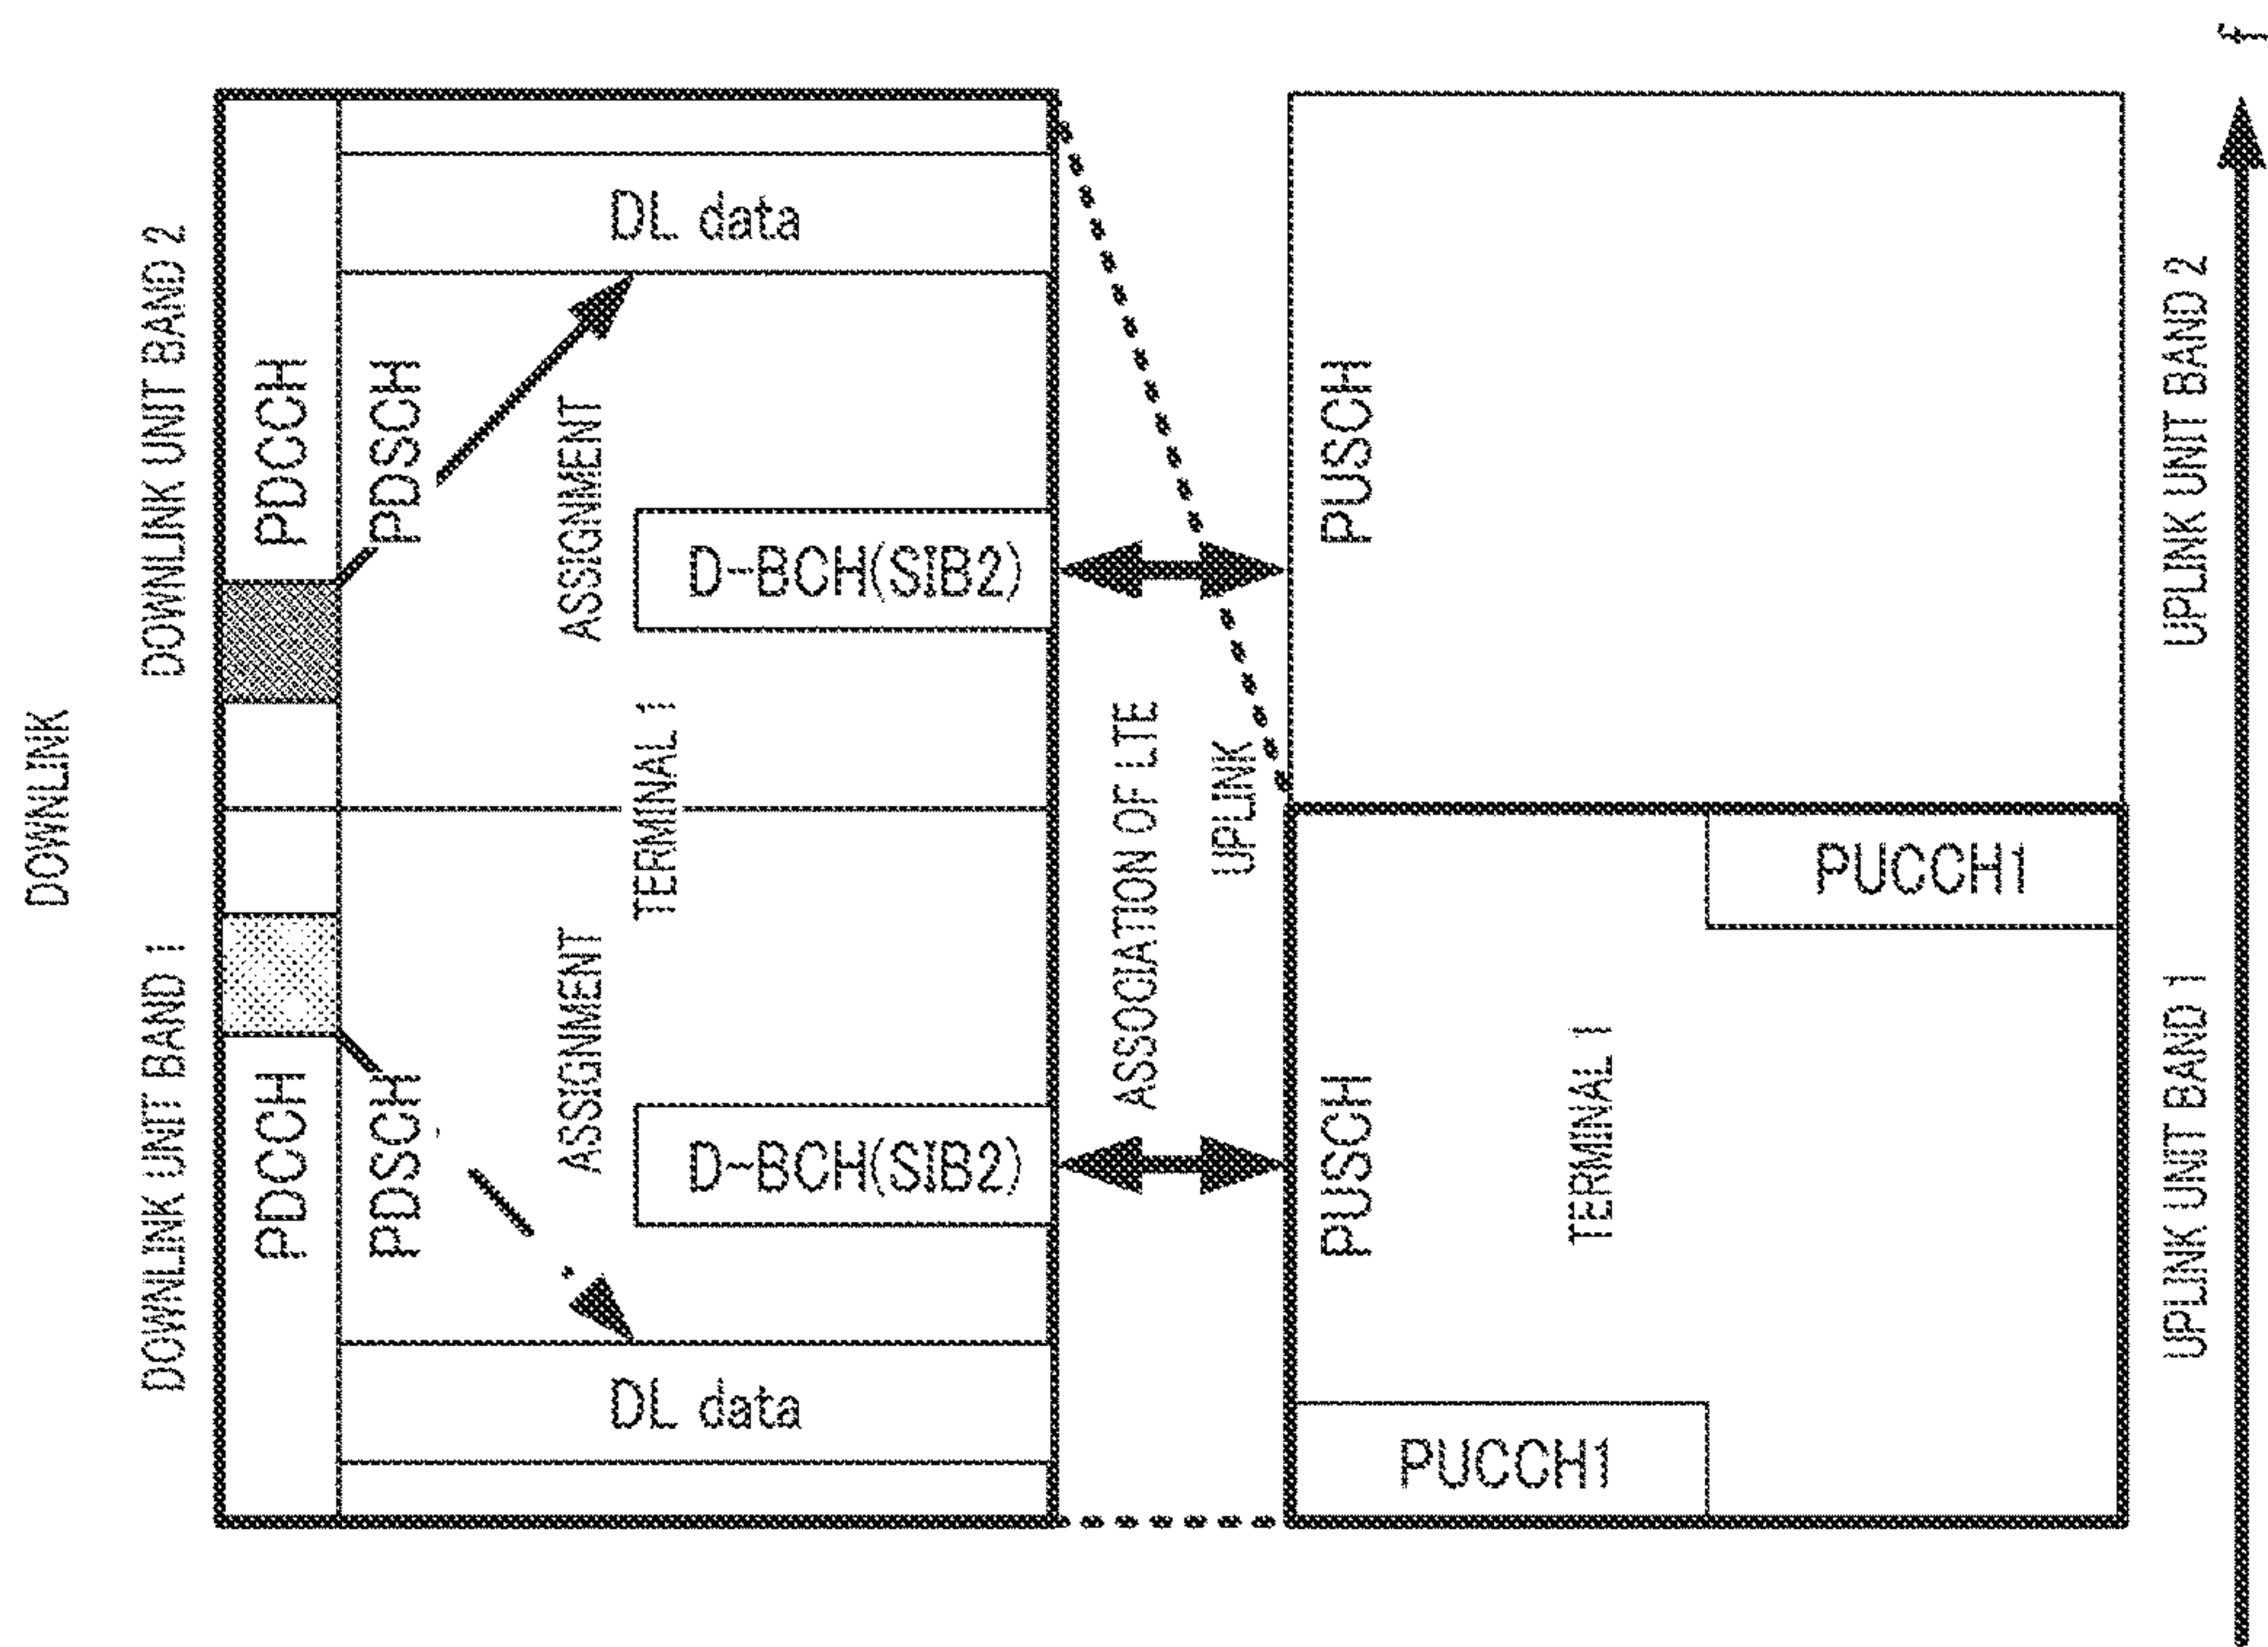 DOWNLINK
DOWNLINK UNIT BAND 1
DOWNLINK UNIT BAND 2
PDCCH
PDCCH
PDSCH
PDSCH
ASSIGNMENT
ASSIGNMENT
DL data
DL data
TERMINAL 1
D-BCH(SIB2)
D-BCH(SIB2)
ASSOCIATION OF LTE
UPLINK
PUSCH
PUSCH
PUCCH1
TERMINAL 1
PUCCH1
UPLINK UNIT BAND 1
UPLINK UNIT BAND 2
f